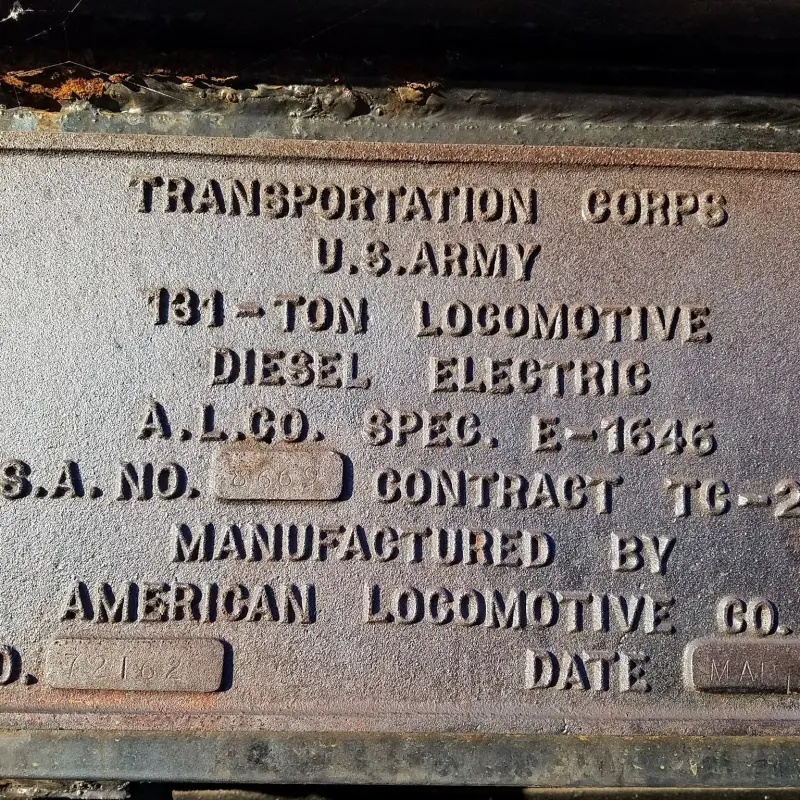 TRANSPORTATION CORPS
U.S.ARMY
131-TON LOCOMOTIVE
DIESEL ELECTRIC
A.L.CO. SPEC. E-1646
S.A. NO. 8669 CONTRACT TC-2
MANUFACTURED BY
AMERICAN LOCOMOTIVE CO.
O. 72162 DATE MAR